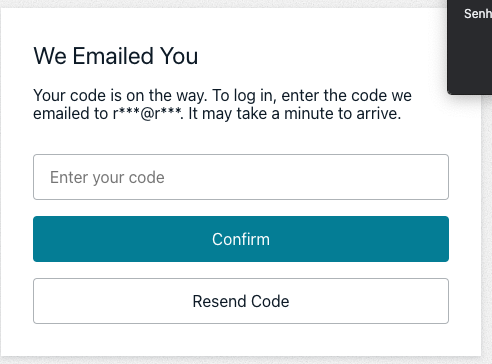 We Emailed You
Senh
Your code is on the way. To log in, enter the code we
emailed to r***@r***. It may take a minute to arrive.
Enter your code
Confirm
Resend Code